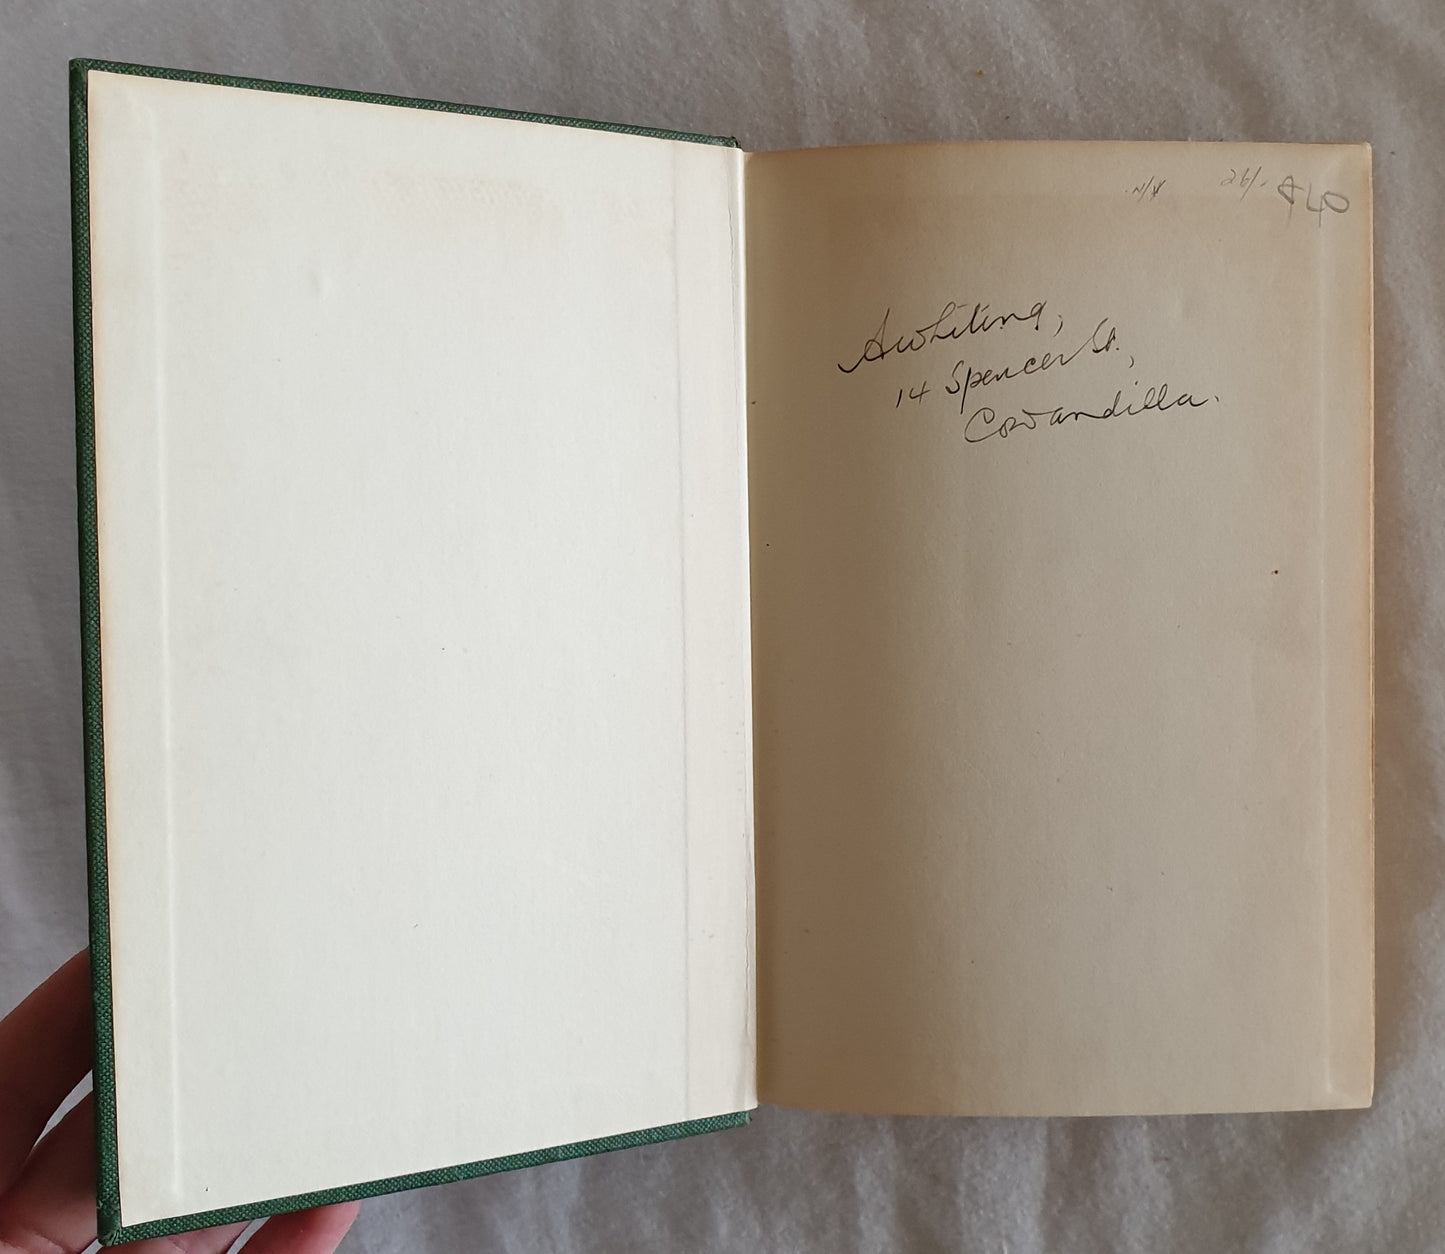 N/A 26/- $40
A Whiting,
14 Spencer St.,
Cowandilla.